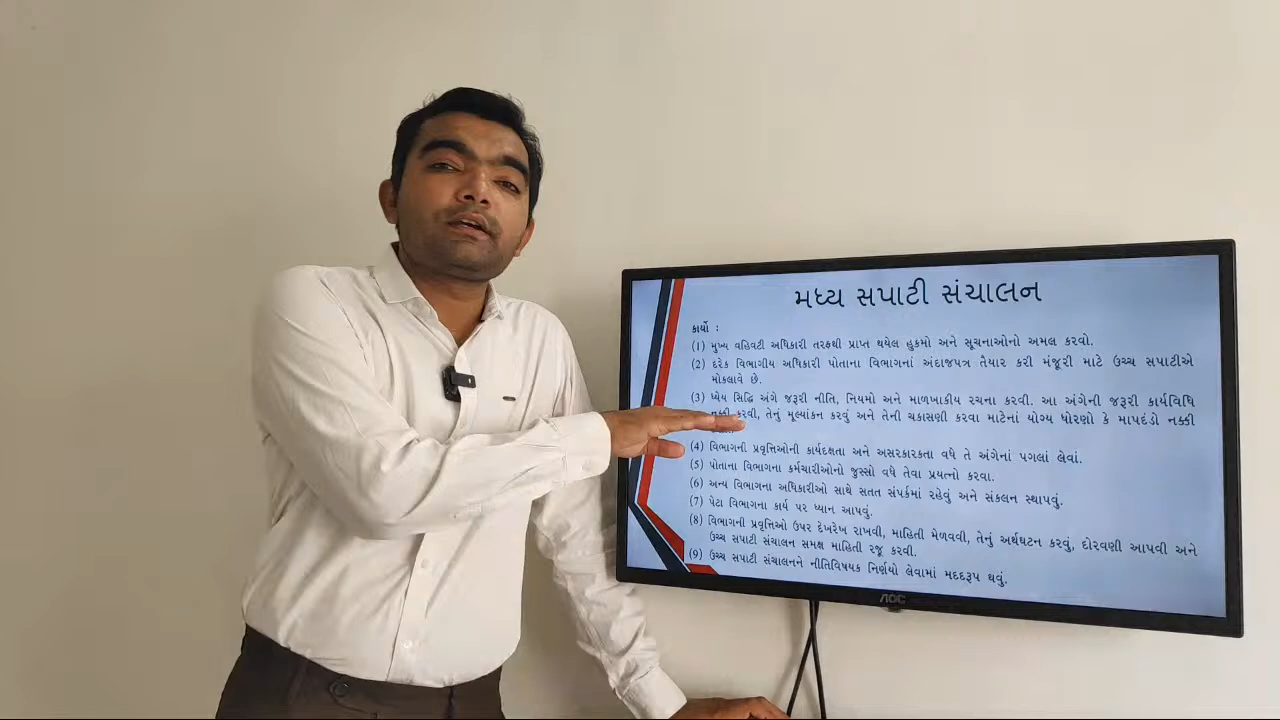 મધ્ય સપાટી સંચાલન
કાર્યો :
(1) મુખ્ય વહિવટી અધિકારી તરફથી પ્રાપ્ત થયેલ હુકમો અને સુચનાઓનો અમલ કરવો.
(2) દરેક વિભાગીય અધિકારી પોતાના વિભાગનાં અંદાજપત્ર તૈયાર કરી મંજૂરી માટે ઉચ્ચ સપાટીએ
મોકલાવે છે.
(3) ધ્યેય સિદ્ધિ અંગે જરૂરી નીતિ, નિયમો અને માળખાકીય રચના કરવી. આ અંગેની જરૂરી કાર્યવિધિ
નક્કી કરવી, તેનું મૂલ્યાંકન કરવું અને તેની ચકાસણી કરવા માટેનાં યોગ્ય ધોરણો કે માપદંડો નક્કી
(4) વિભાગની પ્રવૃત્તિઓની કાર્યદક્ષતા અને અસરકારકતા વધે તે અંગેનાં પગલાં લેવાં.
(5) પોતાના વિભાગના કર્મચારીઓનો જુસ્સો વધે તેવા પ્રયત્નો કરવા.
(6) અન્ય વિભાગના અધિકારીઓ સાથે સતત સંપર્કમાં રહેવું અને સંકલન સ્થાપવું.
(7) પેટા વિભાગના કાર્ય પર ધ્યાન આપવું.
(8) વિભાગની પ્રવૃત્તિઓ ઉપર દેખરેખ રાખવી, માહિતી મેળવવી, તેનું અર્થઘટન કરવું, દોરવણી આપવી અને
ઉચ્ચ સપાટી સંચાલન સમક્ષ માહિતી રજૂ કરવી.
(9) ઉચ્ચ સપાટી સંચાલનને નીતિવિષયક નિર્ણયો લેવામાં મદદરૂપ થવું.
AOC